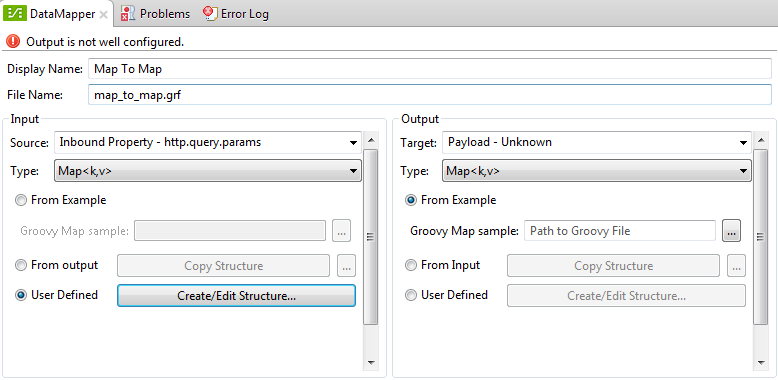 DataMapper Problems Error Log
Output is not well configured.
Display Name: Map To Map
File Name: map_to_map.grf
Input
Source: Inbound Property - http.query.params
Type: Map<k,v>
From Example
Groovy Map sample: ...
From output Copy Structure ...
User Defined Create/Edit Structure...
Output
Target: Payload - Unknown
Type: Map<k,v>
From Example
Groovy Map sample: Path to Groovy File ...
From Input Copy Structure ...
User Defined Create/Edit Structure...